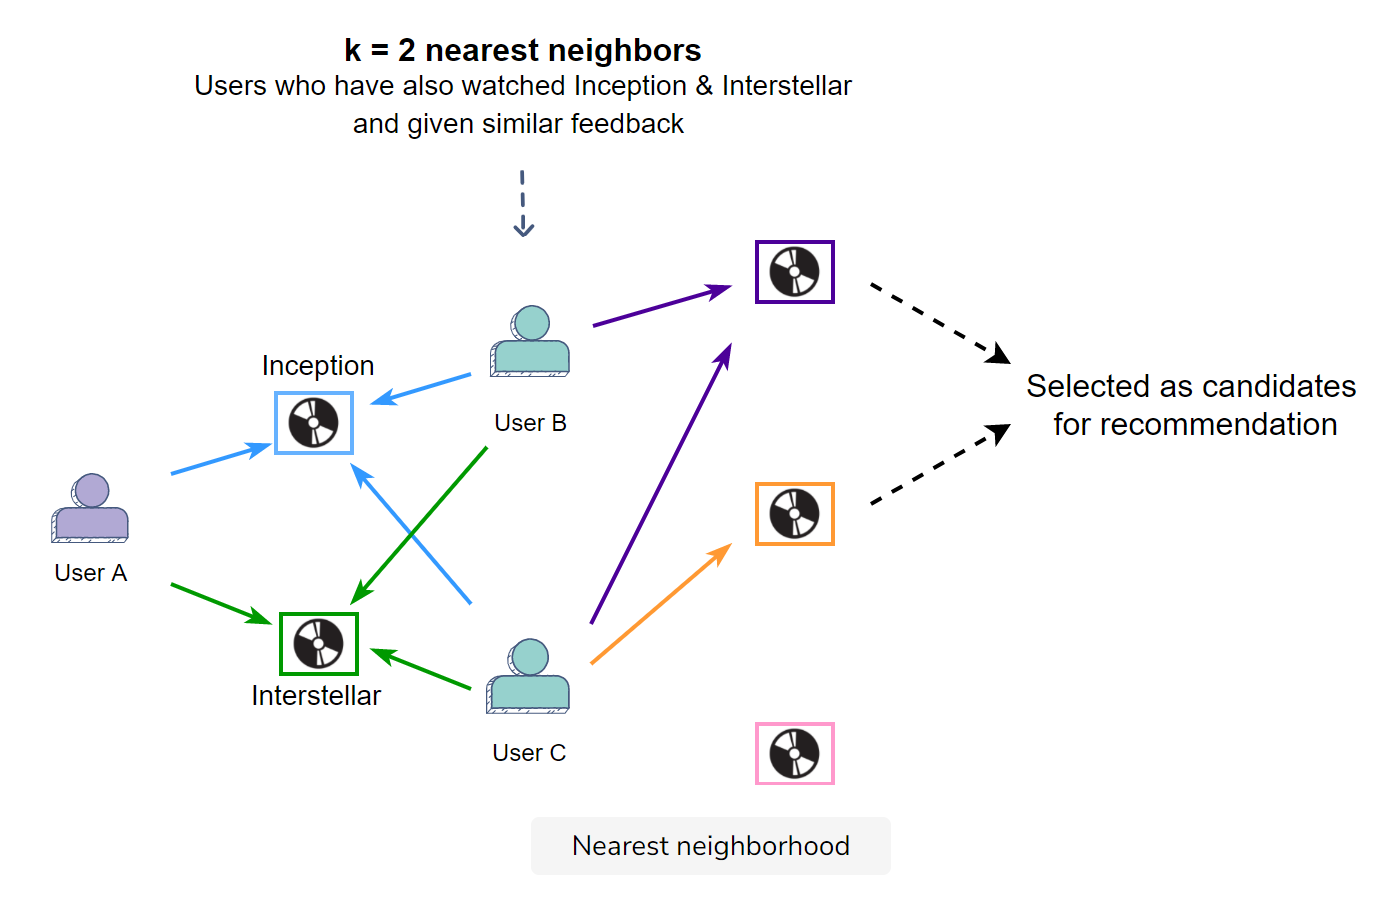 k = 2 nearest neighbors
Users who have also watched Inception & Interstellar
and given similar feedback
Inception
User B
User A
Interstellar
User C
Selected as candidates
for recommendation
Nearest neighborhood